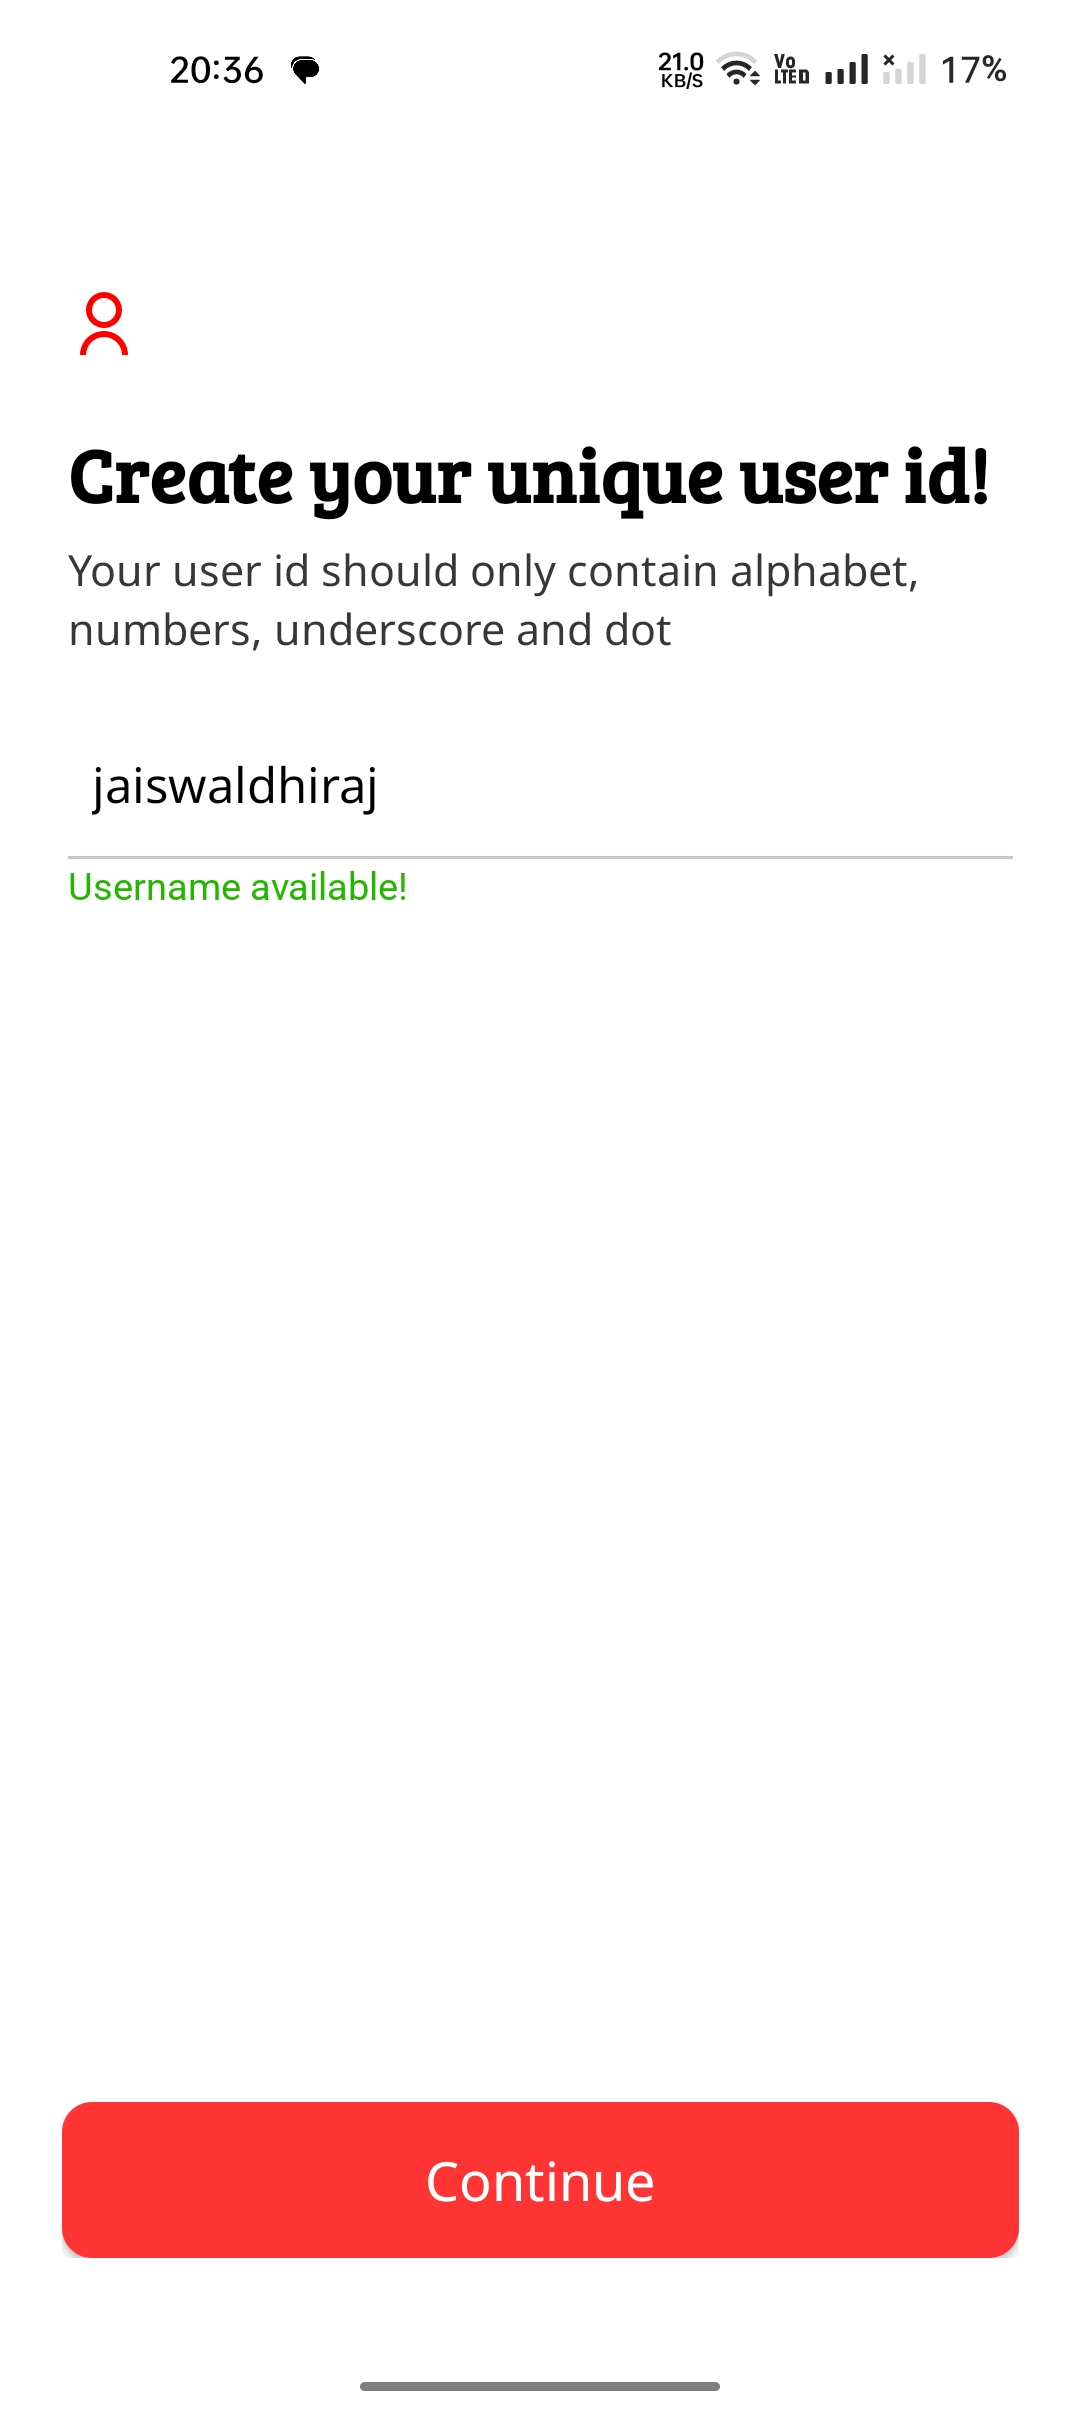 20:36 21.0 KB/S Vo LTED 17%
Create your unique user id!
Your user id should only contain alphabet,
numbers, underscore and dot
jaiswaldhiraj
Username available!
Continue